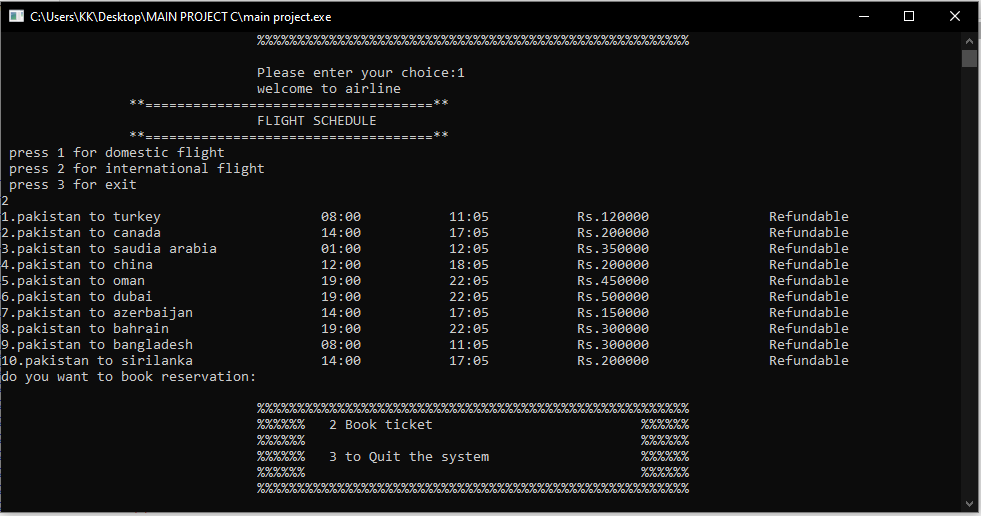 C:\Users\KK\Desktop\MAIN PROJECT C\main project.exe
%%%%%%%%%%%%%%%%%%%%%%%%%%%%%%%%%%%%%%%%%%%%%%%%%%%%%%
Please enter your choice:1
welcome to airline
**====================================**
FLIGHT SCHEDULE
**====================================**
press 1 for domestic flight
press 2 for international flight
press 3 for exit
2
1.pakistan to turkey 08:00 11:05 Rs.120000 Refundable
2.pakistan to canada 14:00 17:05 Rs.200000 Refundable
3.pakistan to saudia arabia 01:00 12:05 Rs.350000 Refundable
4.pakistan to china 12:00 18:05 Rs.200000 Refundable
5.pakistan to oman 19:00 22:05 Rs.450000 Refundable
6.pakistan to dubai 19:00 22:05 Rs.500000 Refundable
7.pakistan to azerbaijan 14:00 17:05 Rs.150000 Refundable
8.pakistan to bahrain 19:00 22:05 Rs.300000 Refundable
9.pakistan to bangladesh 08:00 11:05 Rs.300000 Refundable
10.pakistan to sirilanka 14:00 17:05 Rs.200000 Refundable
do you want to book reservation:
%%%%%%%%%%%%%%%%%%%%%%%%%%%%%%%%%%%%%%%%%%%%%%%%%%%%%%
%%%%%% 2 Book ticket %%%%%%
%%%%%% %%%%%%
%%%%%% 3 to Quit the system %%%%%%
%%%%%% %%%%%%
%%%%%%%%%%%%%%%%%%%%%%%%%%%%%%%%%%%%%%%%%%%%%%%%%%%%%%